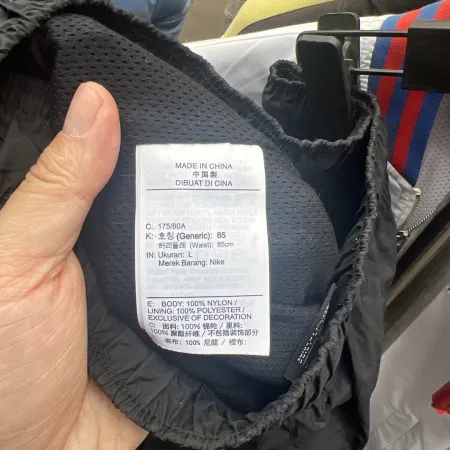 MADE IN CHINA
中國製
DIBUAT DI CINA
C: 175/80A
K: 호칭 (Generic): 85
허리둘레 (Waist): 85cm
IN: Ukuran: L
Merek Barang: Nike
E: BODY: 100% NYLON /
LINING: 100% POLYESTER /
EXCLUSIVE OF DECORATION
C: 面料: 100% 锦纶 / 里料:
100% 聚酯纤维 / 不包括装饰部分
表布: 100% 尼龍 / 裡布: